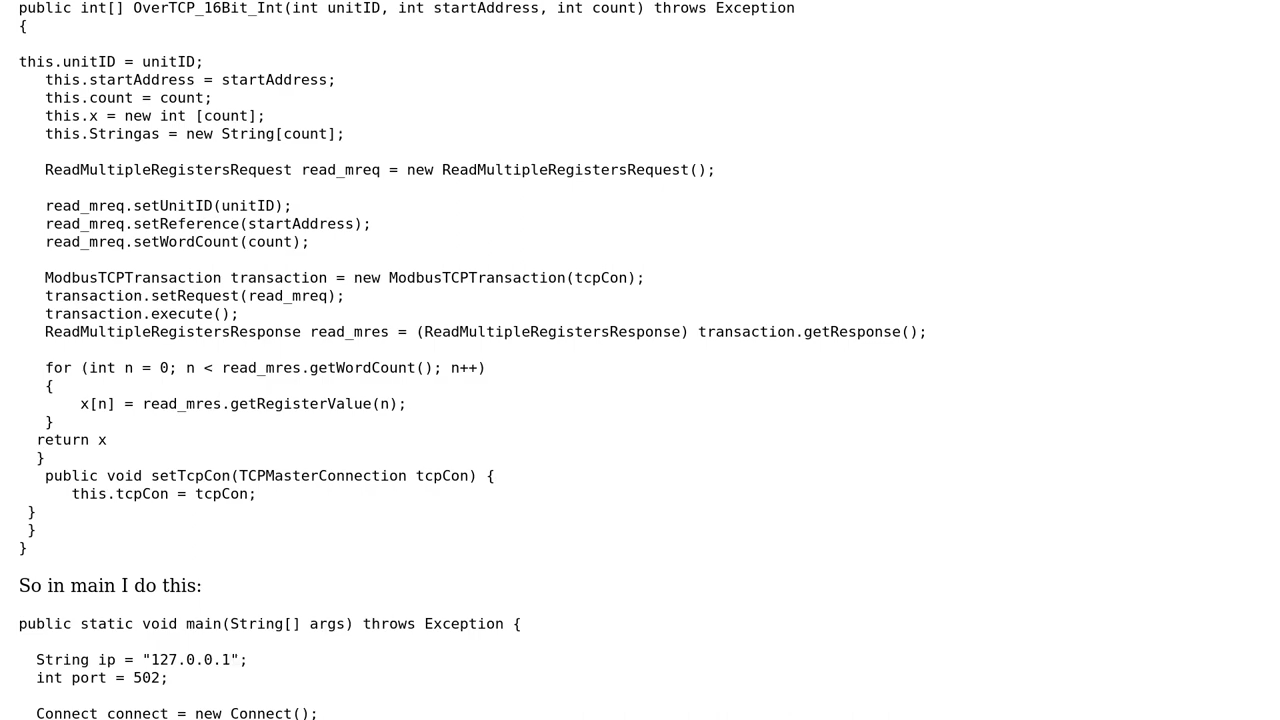 public int[] OverTCP_16Bit_Int(int unitID, int startAddress, int count) throws Exception
{
this.unitID = unitID;
this.startAddress = startAddress;
this.count = count;
this.x = new int [count];
this.Stringas = new String[count];
ReadMultipleRegistersRequest read_mreq = new ReadMultipleRegistersRequest();
read_mreq.setUnitID(unitID);
read_mreq.setReference(startAddress);
read_mreq.setWordCount(count);
ModbusTCPTransaction transaction = new ModbusTCPTransaction(tcpCon);
transaction.setRequest(read_mreq);
transaction.execute();
ReadMultipleRegistersResponse read_mres = (ReadMultipleRegistersResponse) transaction.getResponse();
for (int n = 0; n < read_mres.getWordCount(); n++)
{
x[n] = read_mres.getRegisterValue(n);
}
return x
}
public void setTcpCon(TCPMasterConnection tcpCon) {
this.tcpCon = tcpCon;
}
}
}
So in main I do this:
public static void main(String[] args) throws Exception {
String ip = "127.0.0.1";
int port = 502;
Connect connect = new Connect();